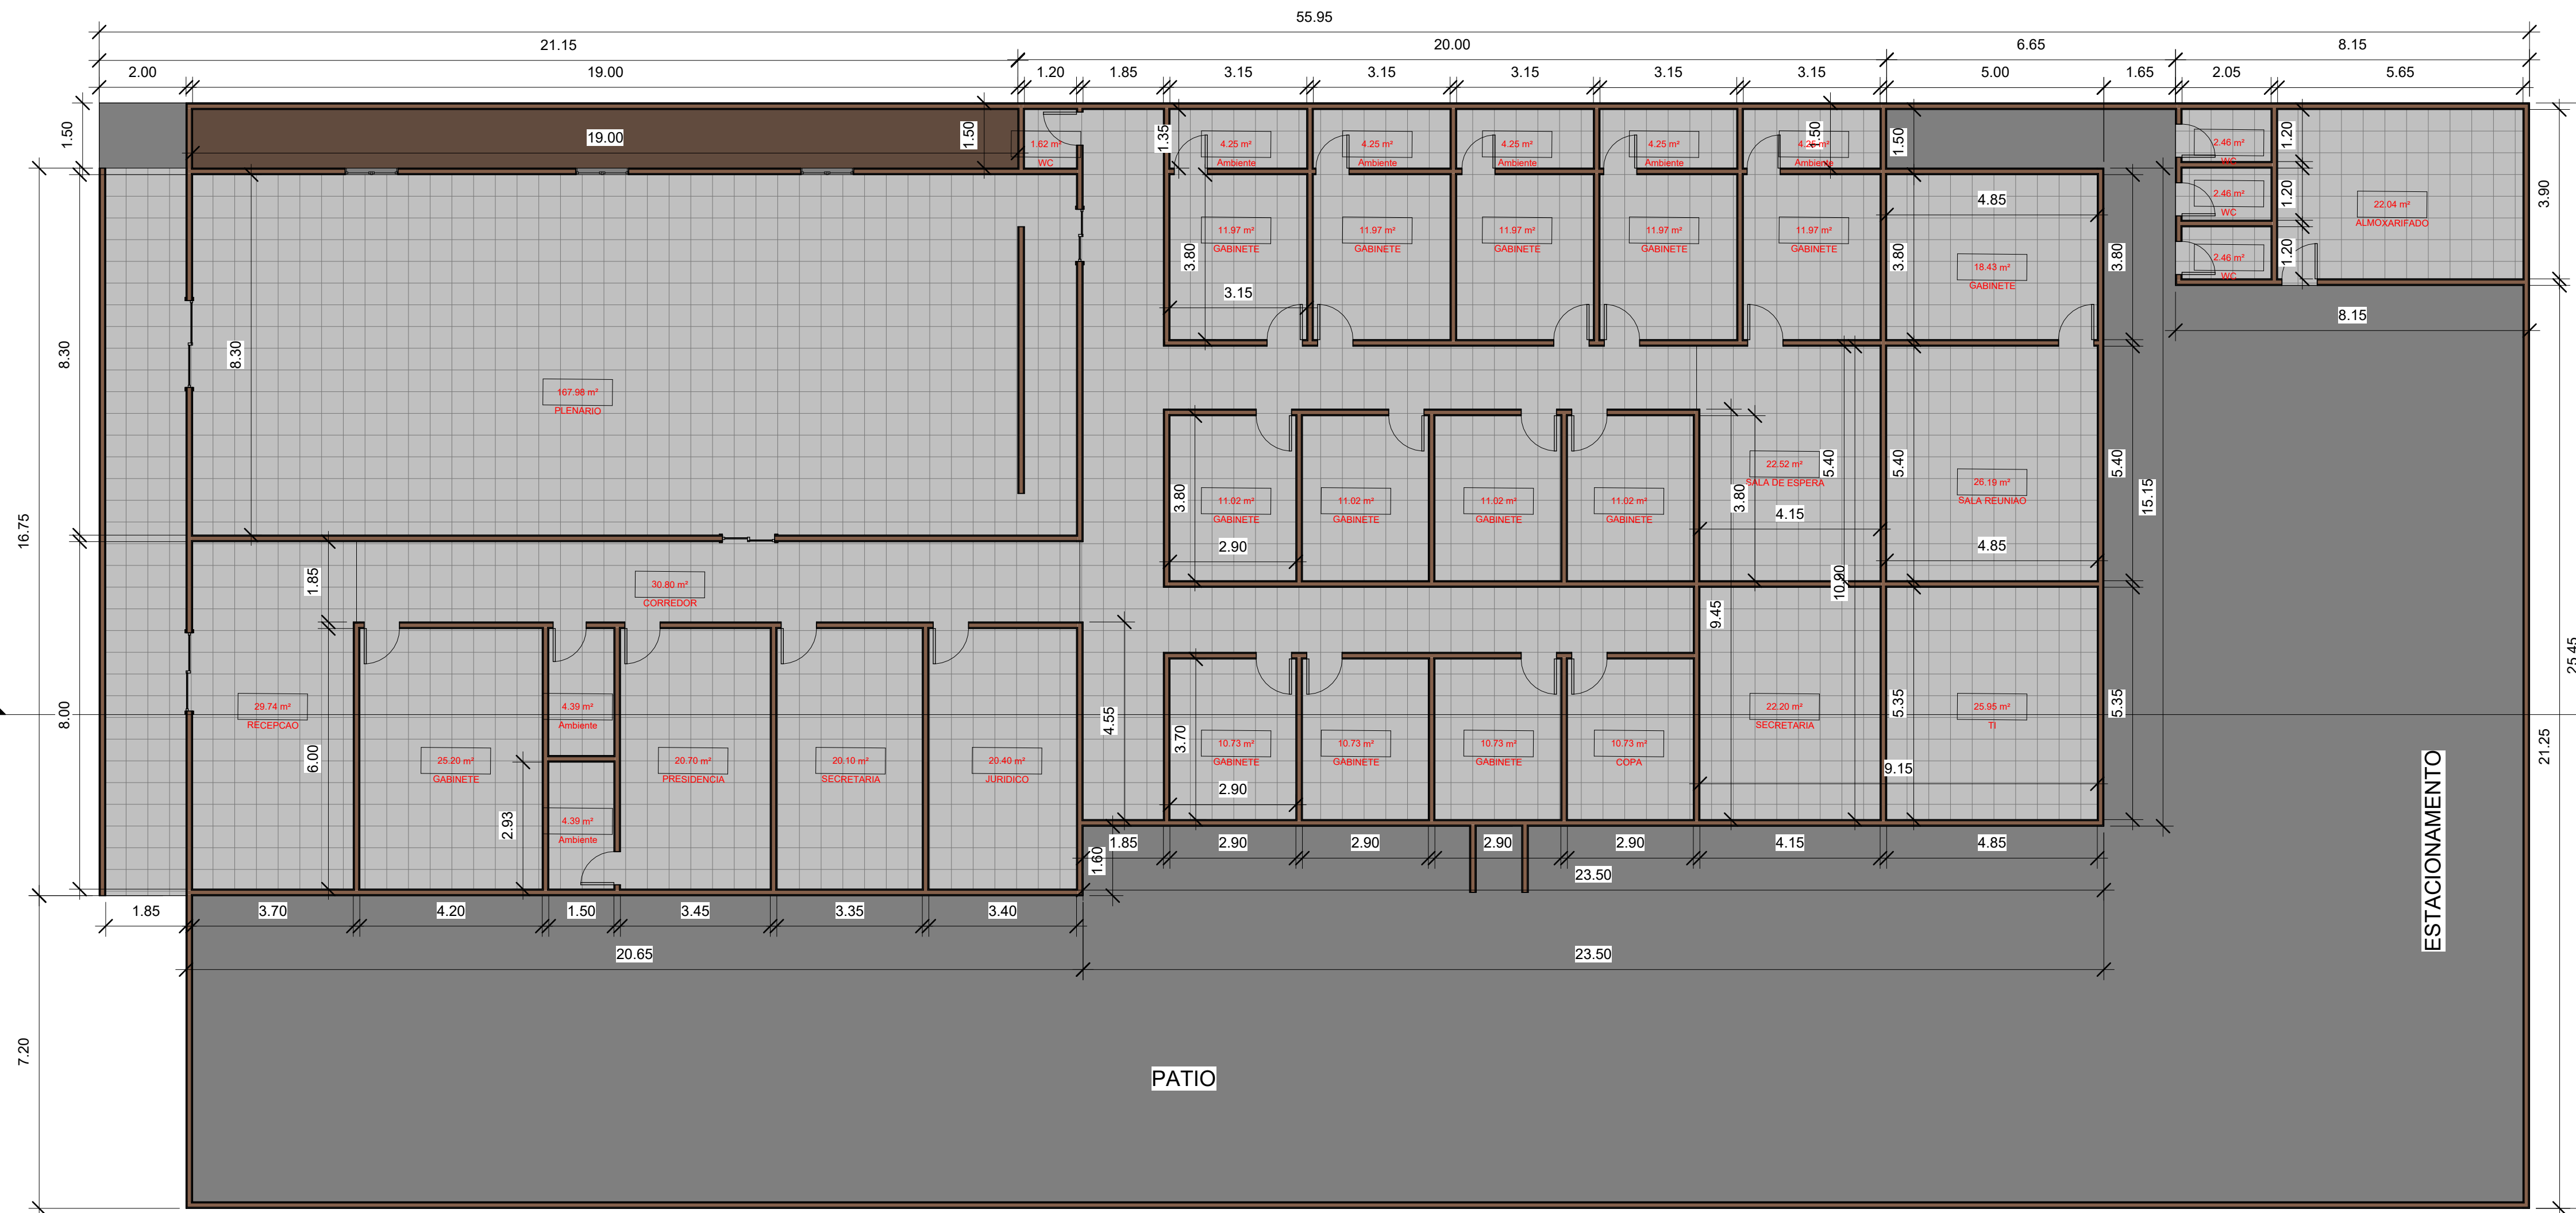 55.95
21.15
20.00
6.65
8.15
2.00
19.00
1.20
1.85
3.15
3.15
3.15
3.15
3.15
5.00
1.65
2.05
5.65
1.50
19.00
1.50
1.62 m²
WC
1.35
4.25 m²
Ambiente
4.25 m²
Ambiente
4.25 m²
Ambiente
4.25 m²
Ambiente
4.25 m²
Ambiente
1.50
1.50
2.46 m²
WC
1.20
2.46 m²
WC
1.20
2.46 m²
WC
1.20
22.04 m²
ALMOXARIFADO
3.90
11.97 m²
GABINETE
11.97 m²
GABINETE
11.97 m²
GABINETE
11.97 m²
GABINETE
11.97 m²
GABINETE
3.80
3.15
4.85
3.80
18.43 m²
GABINETE
3.80
8.15
8.30
8.30
167.98 m²
PLENARIO
16.75
3.80
11.02 m²
GABINETE
11.02 m²
GABINETE
11.02 m²
GABINETE
11.02 m²
GABINETE
2.90
3.80
22.52 m²
SALA DE ESPERA
5.40
4.15
5.40
26.19 m²
SALA REUNIAO
4.85
5.40
15.15
1.85
30.80 m²
CORREDOR
10.90
9.45
25.45
8.00
29.74 m²
RECEPCAO
6.00
25.20 m²
GABINETE
4.39 m²
Ambiente
2.93
4.39 m²
Ambiente
20.70 m²
PRESIDENCIA
20.10 m²
SECRETARIA
20.40 m²
JURIDICO
4.55
3.70
10.73 m²
GABINETE
10.73 m²
GABINETE
10.73 m²
GABINETE
10.73 m²
COPA
2.90
22.20 m²
SECRETARIA
5.35
25.95 m²
TI
5.35
9.15
21.25
ESTACIONAMENTO
1.60
1.85
2.90
2.90
2.90
2.90
4.15
4.85
23.50
1.85
3.70
4.20
1.50
3.45
3.35
3.40
20.65
23.50
7.20
PATIO